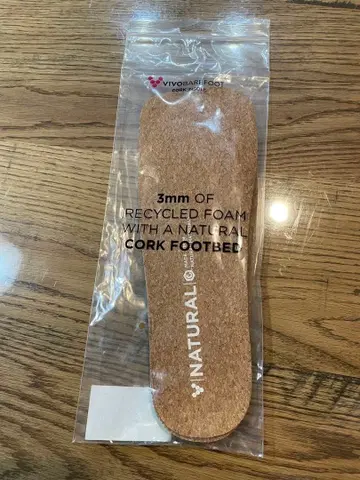 VIVOBAREFOOT
3mm OF
RECYCLED FOAM
WITH A NATURAL
CORK FOOTBED
NATURAL